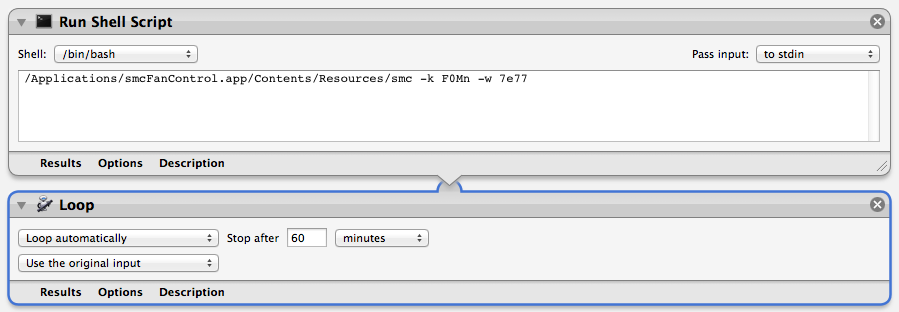 Run Shell Script
Shell: /bin/bash Pass input: to stdin
/Applications/smcFanControl.app/Contents/Resources/smc -k F0Mn -w 7e77
Results Options Description
Loop
Loop automatically Stop after 60 minutes
Use the original input
Results Options Description